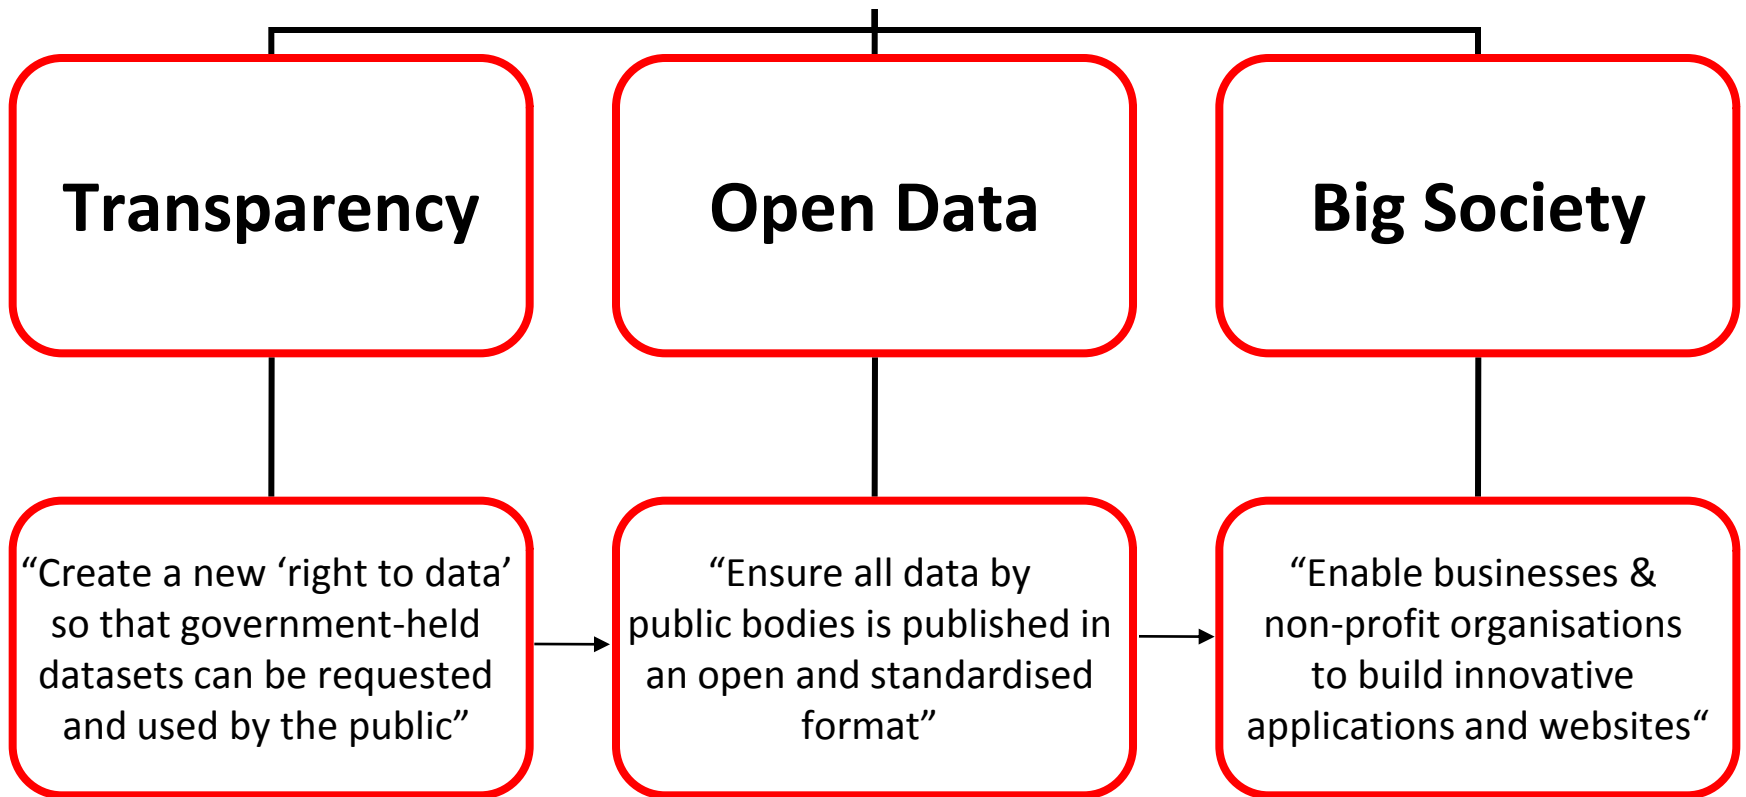 Transparency
Open Data
Big Society
“Create a new ‘right to data’
so that government-held
datasets can be requested
and used by the public”
“Ensure all data by
public bodies is published in
an open and standardised
format”
“Enable businesses &
non-profit organisations
to build innovative
applications and websites“